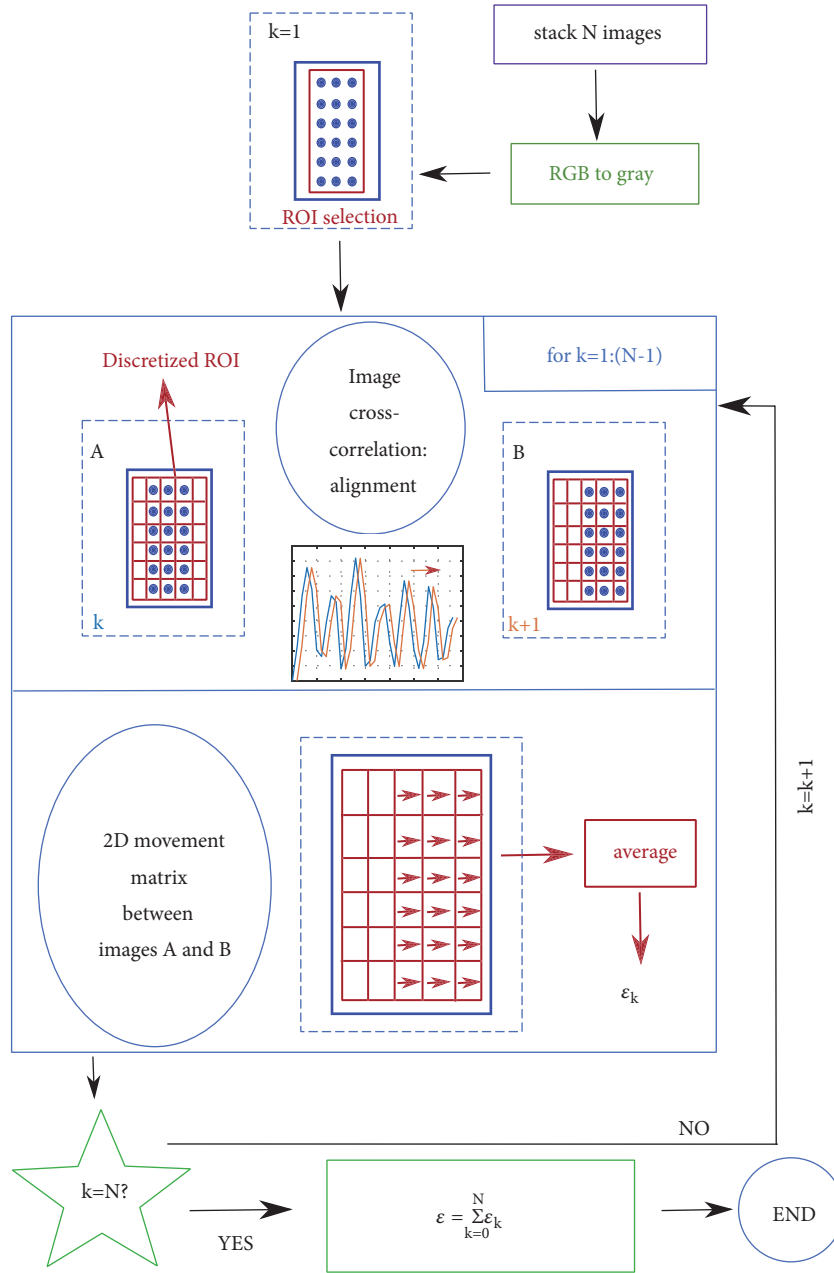 k=1
stack N images
RGB to gray
ROI selection
for k=1:(N-1)
Discretized ROI
Image
cross-
correlation:
alignment
A
B
k
k+1
k=k+1
2D movement
matrix
between
images A and B
average
εk
NO
k=N?
YES
ε = Σεk
N
k=0
END